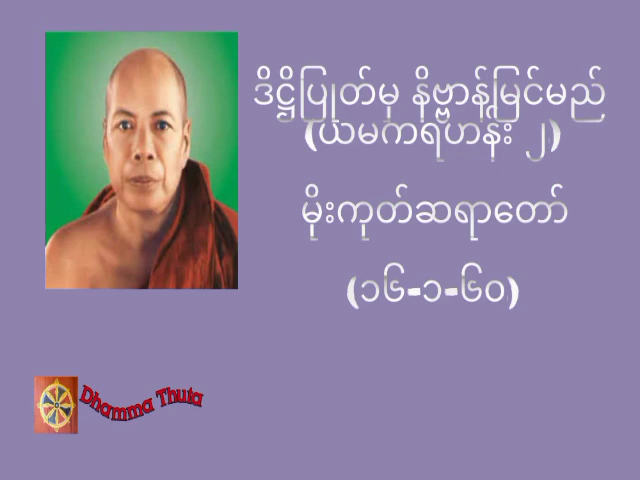 ဒိဋ္ဌိပြုတ်မှ နိဗ္ဗာန်မြင်မည်
(ယမကရဟန်း ၂)
မိုးကုတ်ဆရာတော်
(၁၆-၁-၆၀)
Dhamma Thuta